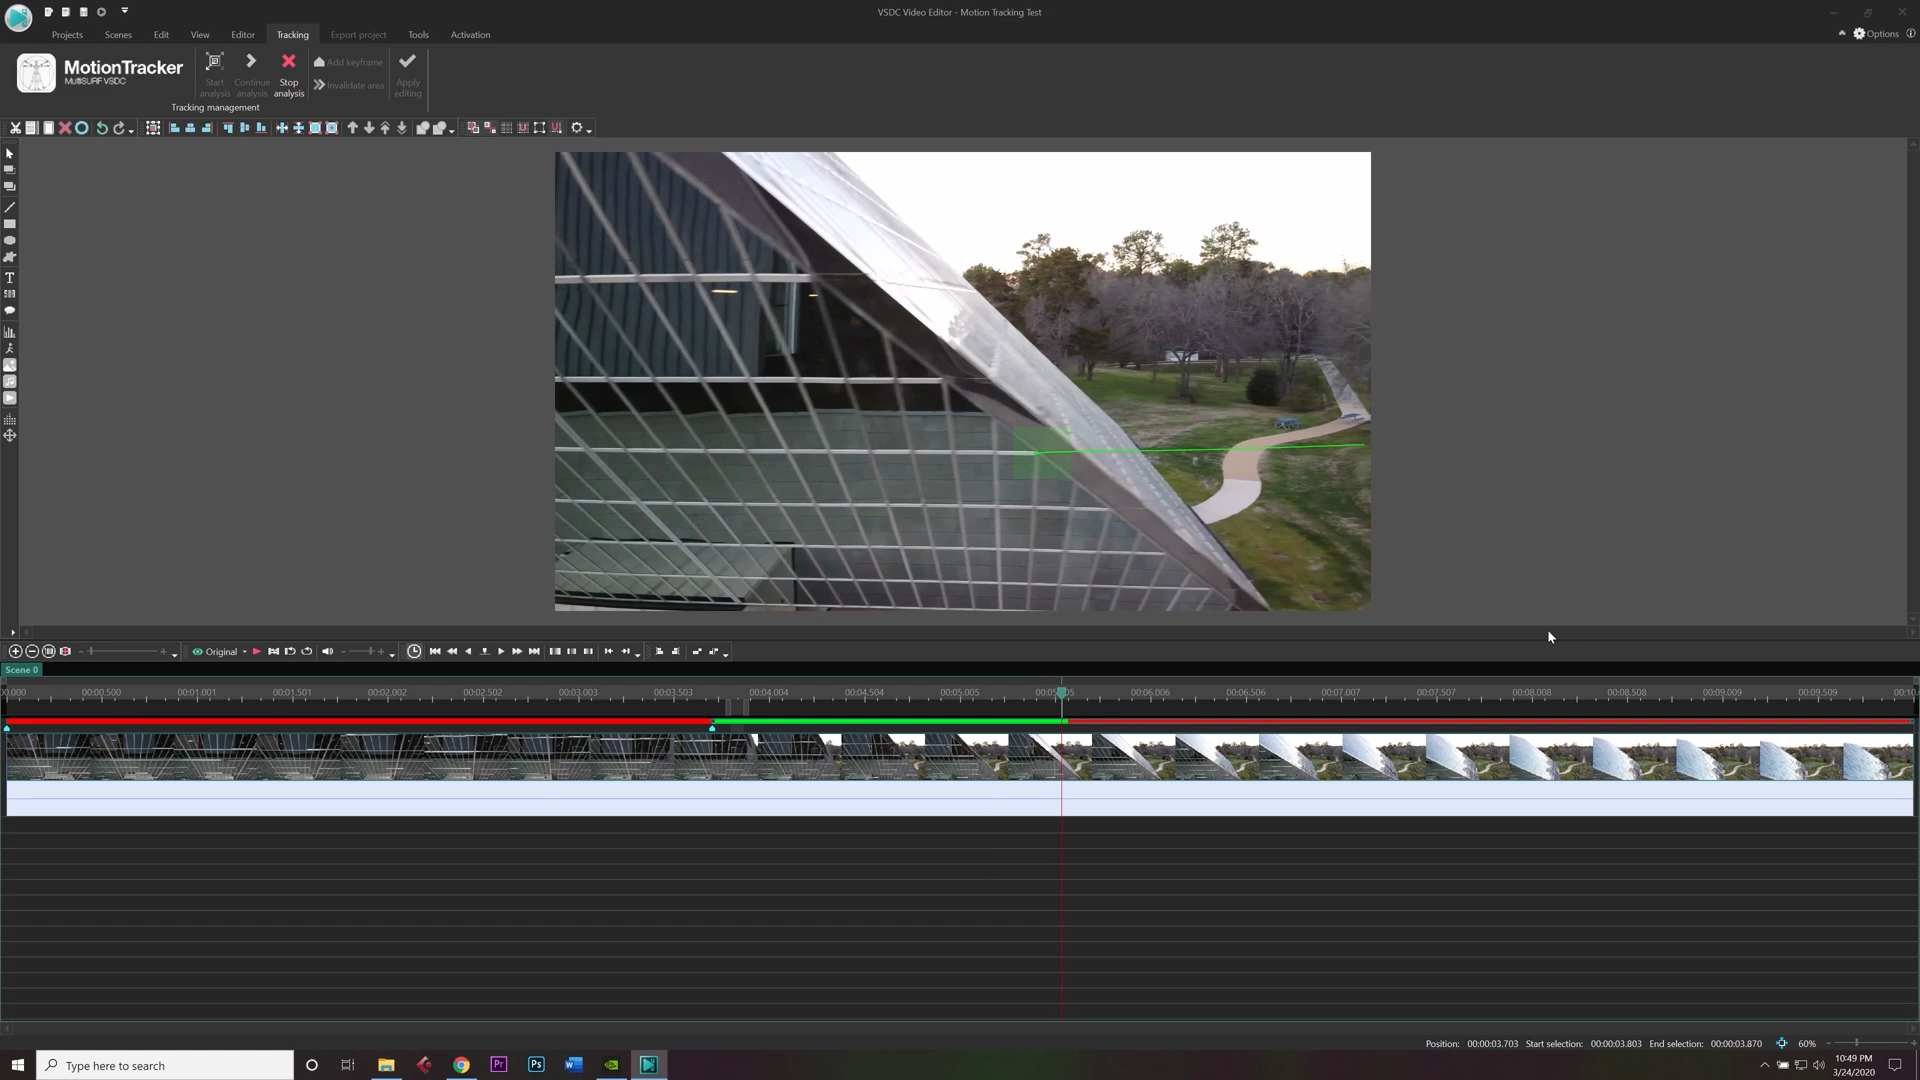 VSDC Video Editor - Motion Tracking Test
Projects Scenes Edit View Editor Tracking Export project Tools Activation Options
MotionTracker
MultiSURF VSDC
Start analysis Continue analysis Stop analysis Add keyframe Invalidate area Apply editing
Tracking management
T
Original
Scene 0
00:00.500 00:01.001 00:01.501 00:02.002 00:02.502 00:03.003 00:03.503 00:04.004 00:04.504 00:05.005 00:06.006 00:06.506 00:07.007 00:07.507 00:08.008 00:08.508 00:09.009 00:09.509
Position: 00:00:03.703 Start selection: 00:00:03.803 End selection: 00:00:03.870 60%
Type here to search
Pr
Ps
10:49 PM
3/24/2020